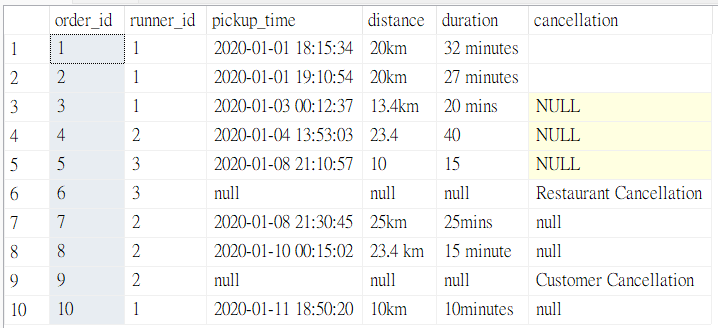 order_id runner_id pickup_time distance duration cancellation
1 1 1 2020-01-01 18:15:34 20km 32 minutes
2 2 1 2020-01-01 19:10:54 20km 27 minutes
3 3 1 2020-01-03 00:12:37 13.4km 20 mins NULL
4 4 2 2020-01-04 13:53:03 23.4 40 NULL
5 5 3 2020-01-08 21:10:57 10 15 NULL
6 6 3 null null null Restaurant Cancellation
7 7 2 2020-01-08 21:30:45 25km 25mins null
8 8 2 2020-01-10 00:15:02 23.4 km 15 minute null
9 9 2 null null null Customer Cancellation
10 10 1 2020-01-11 18:50:20 10km 10minutes null